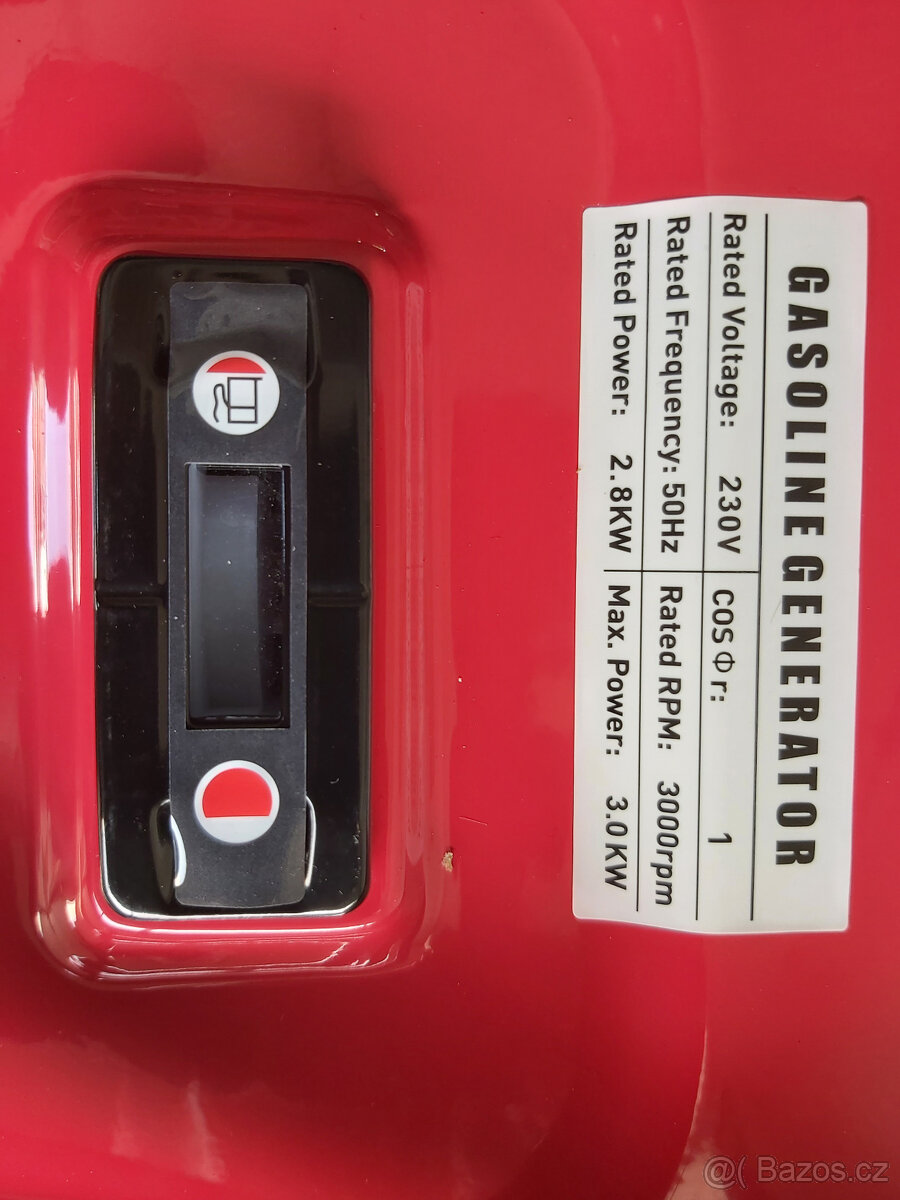 GASOLINE GENERATOR
Rated Voltage: 230V COS Φr: 1
Rated Frequency: 50Hz Rated RPM: 3000rpm
Rated Power: 2.8KW Max. Power: 3.0KW
@( Bazos.cz